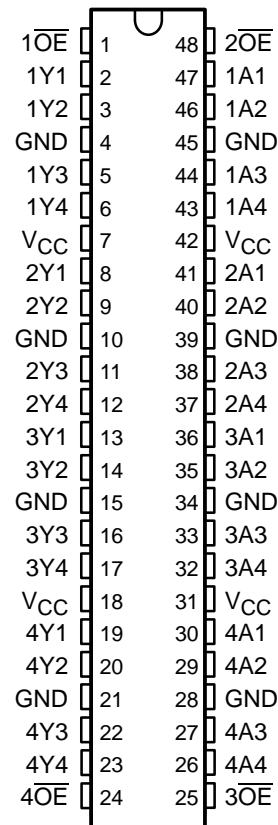 1O̅E̅ 1 48 2O̅E̅
1Y1 2 47 1A1
1Y2 3 46 1A2
GND 4 45 GND
1Y3 5 44 1A3
1Y4 6 43 1A4
VCC 7 42 VCC
2Y1 8 41 2A1
2Y2 9 40 2A2
GND 10 39 GND
2Y3 11 38 2A3
2Y4 12 37 2A4
3Y1 13 36 3A1
3Y2 14 35 3A2
GND 15 34 GND
3Y3 16 33 3A3
3Y4 17 32 3A4
VCC 18 31 VCC
4Y1 19 30 4A1
4Y2 20 29 4A2
GND 21 28 GND
4Y3 22 27 4A3
4Y4 23 26 4A4
4O̅E̅ 24 25 3O̅E̅